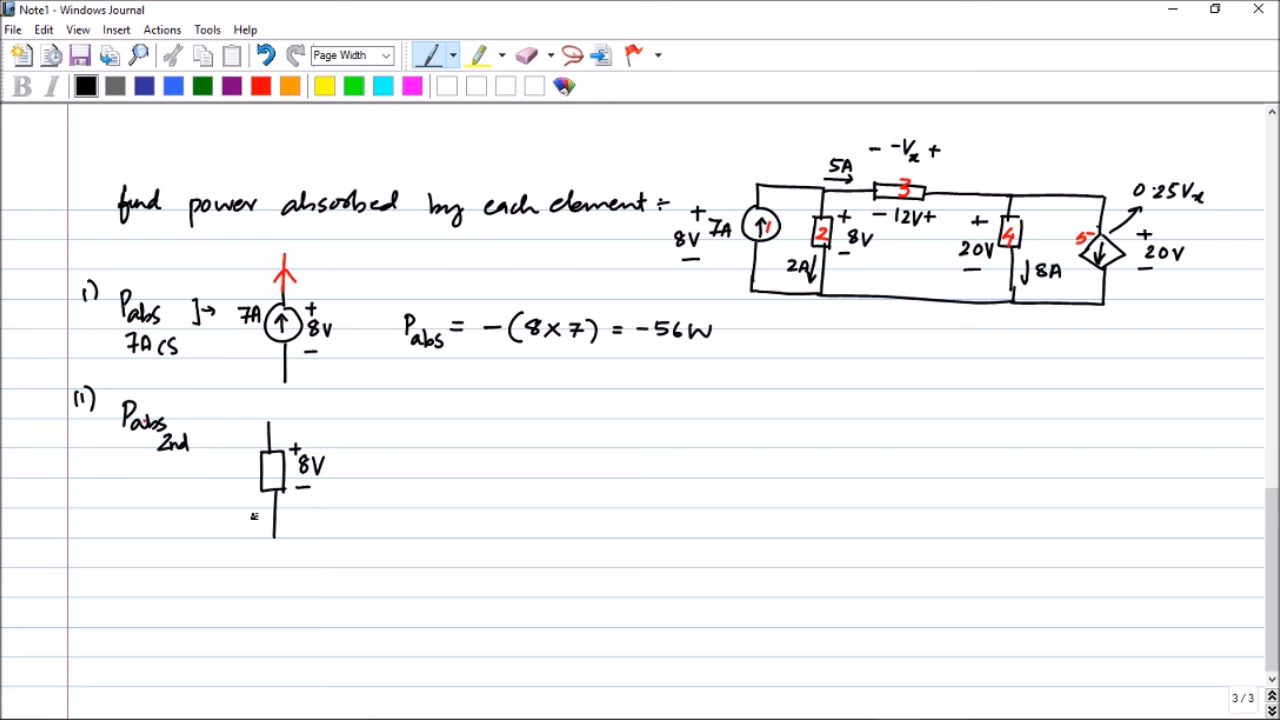 Note1 - Windows Journal
File Edit View Insert Actions Tools Help
Page Width
B I
find power absorbed by each element :-
5A
- -Vx +
3
- 12V+
0.25Vx
+
8V
-
7A
1
2
+
8V
-
2A
+
20V
-
4
8A
5
+
20V
-
i) Pabs 7A CS
7A
+
8V
-
Pabs = - (8 x 7) = - 56W
(ii) Pabs 2nd
+
8V
-
3 / 3